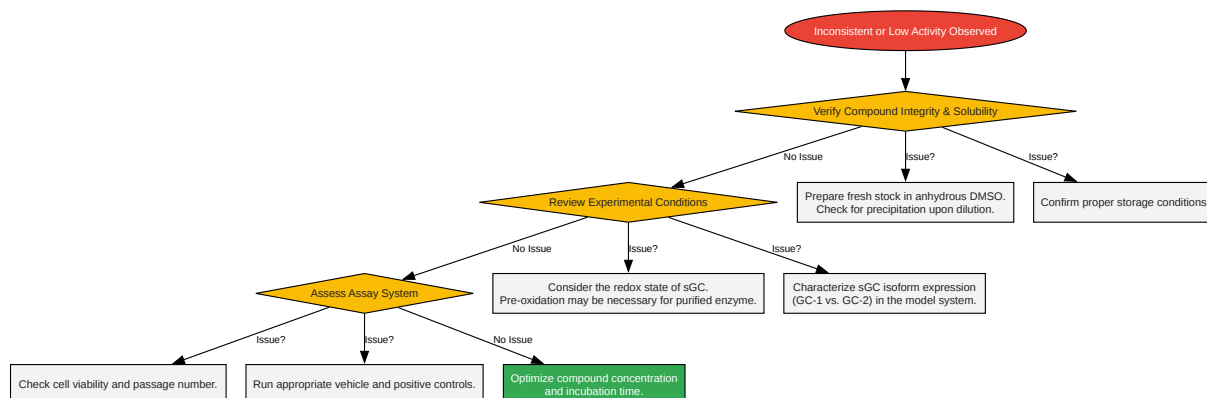 Inconsistent or Low Activity Observed
Verify Compound Integrity & Solubility
No Issue
Issue?
Issue?
Review Experimental Conditions
Prepare fresh stock in anhydrous DMSO.
Check for precipitation upon dilution.
Confirm proper storage conditions
No Issue
Issue?
Issue?
Assess Assay System
Consider the redox state of sGC.
Pre-oxidation may be necessary for purified enzyme.
Characterize sGC isoform expression
(GC-1 vs. GC-2) in the model system.
Issue?
Issue?
No Issue
Check cell viability and passage number.
Run appropriate vehicle and positive controls.
Optimize compound concentration
and incubation time.